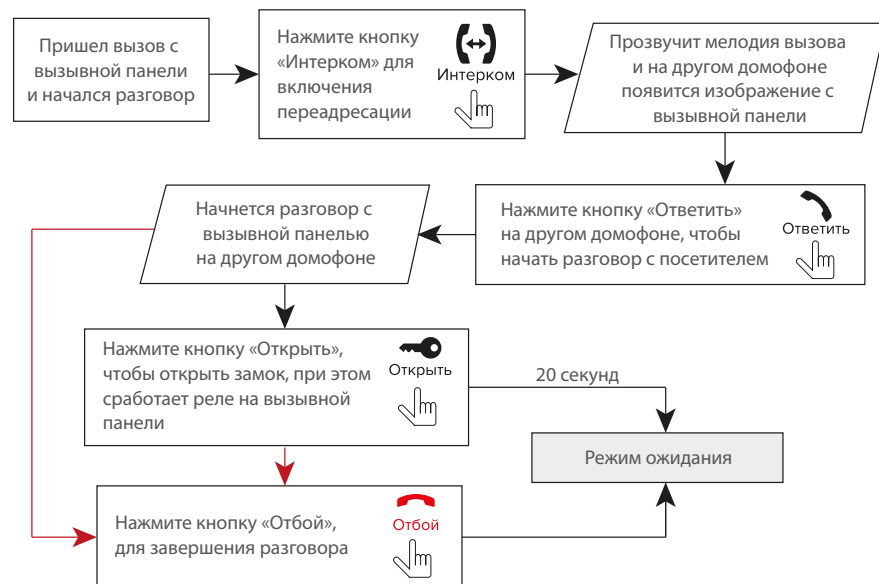 Пришел вызов с
вызывной панели
и начался разговор
Нажмите кнопку
«Интерком» для
включения
переадресации
Интерком
Прозвучит мелодия вызова
и на другом домофоне
появится изображение с
вызывной панели
Нажмите кнопку «Ответить»
на другом домофоне, чтобы
начать разговор с посетителем
Ответить
Начнется разговор с
вызывной панелью
на другом домофоне
Нажмите кнопку «Открыть»,
чтобы открыть замок, при этом
сработает реле на вызывной
панели
Открыть
20 секунд
Режим ожидания
Нажмите кнопку «Отбой»,
для завершения разговора
Отбой